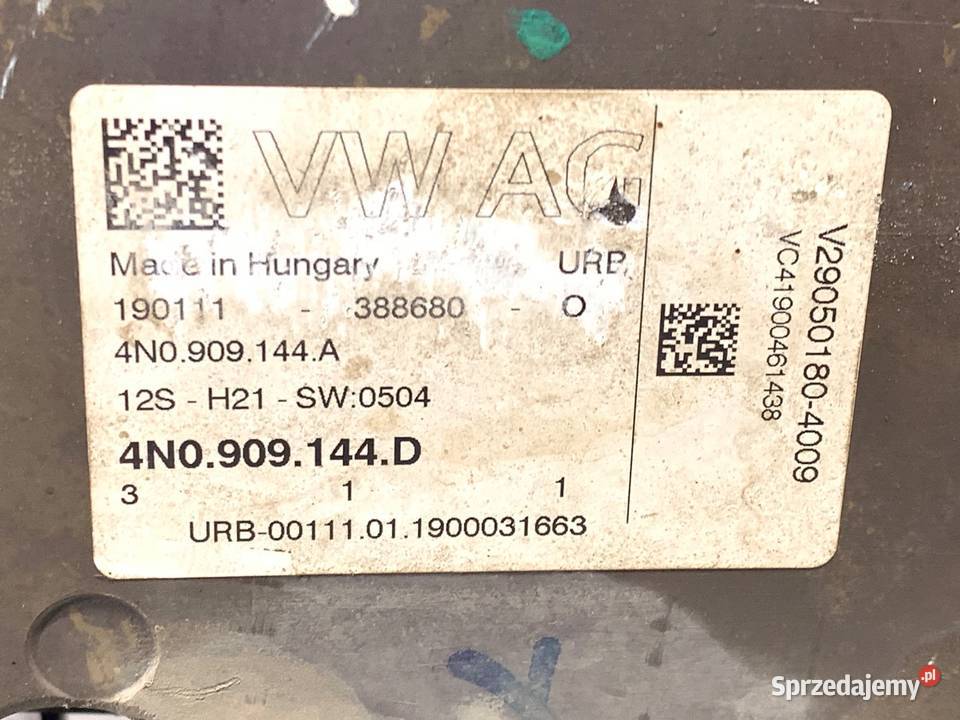 VW AG
Made in Hungary URB
190111 - 388680 - O
4N0.909.144.A
12S - H21 - SW:0504
4N0.909.144.D
3 1 1
URB-00111.01.1900031663
V29050180-4009
VC41900461438
Sprzedajemy.pl